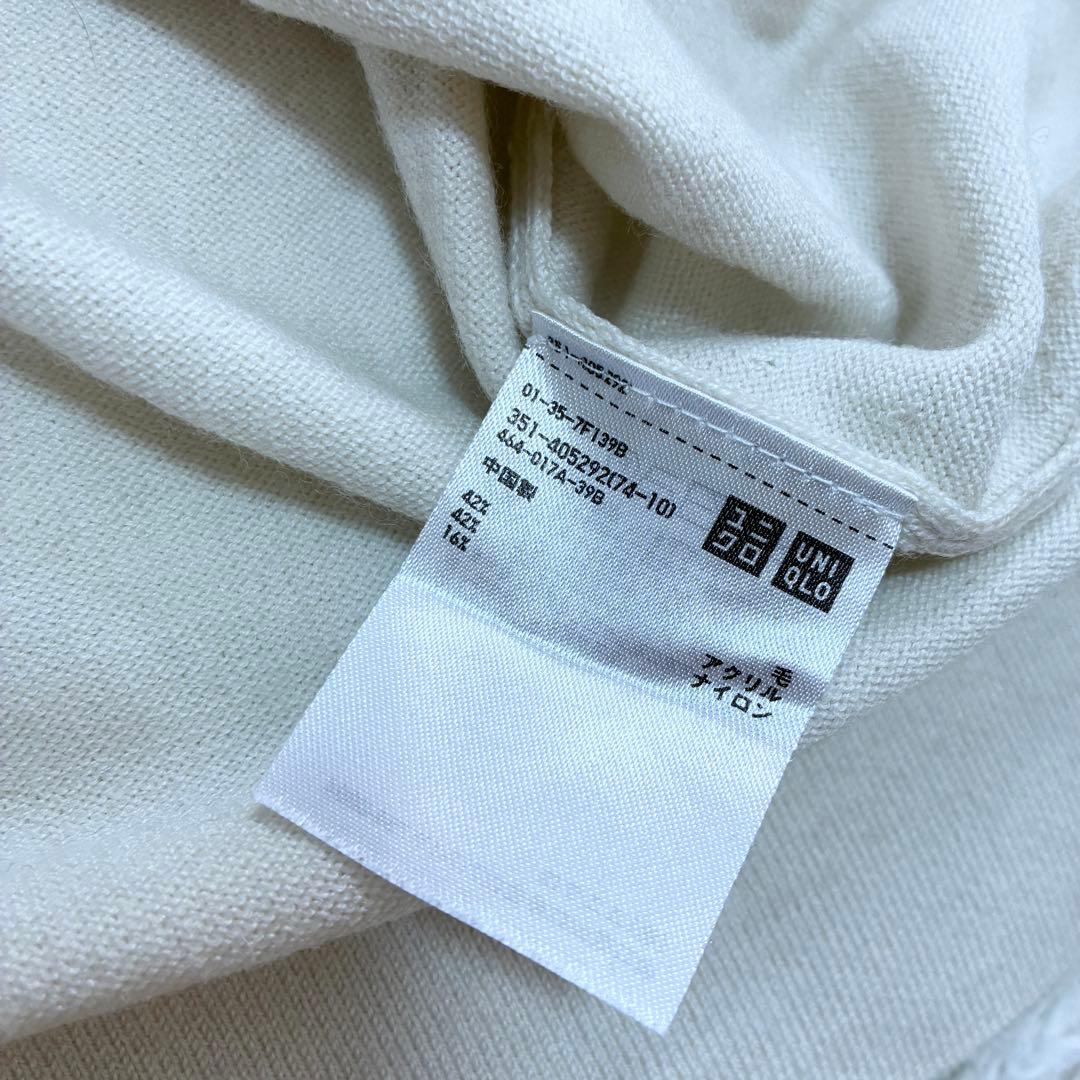 01-35-7F139B
351-405292(74-10)
464-017A-39B
中国製
ユニ
クロ
UNI
QLO
毛 42%
アクリル 42%
ナイロン 16%